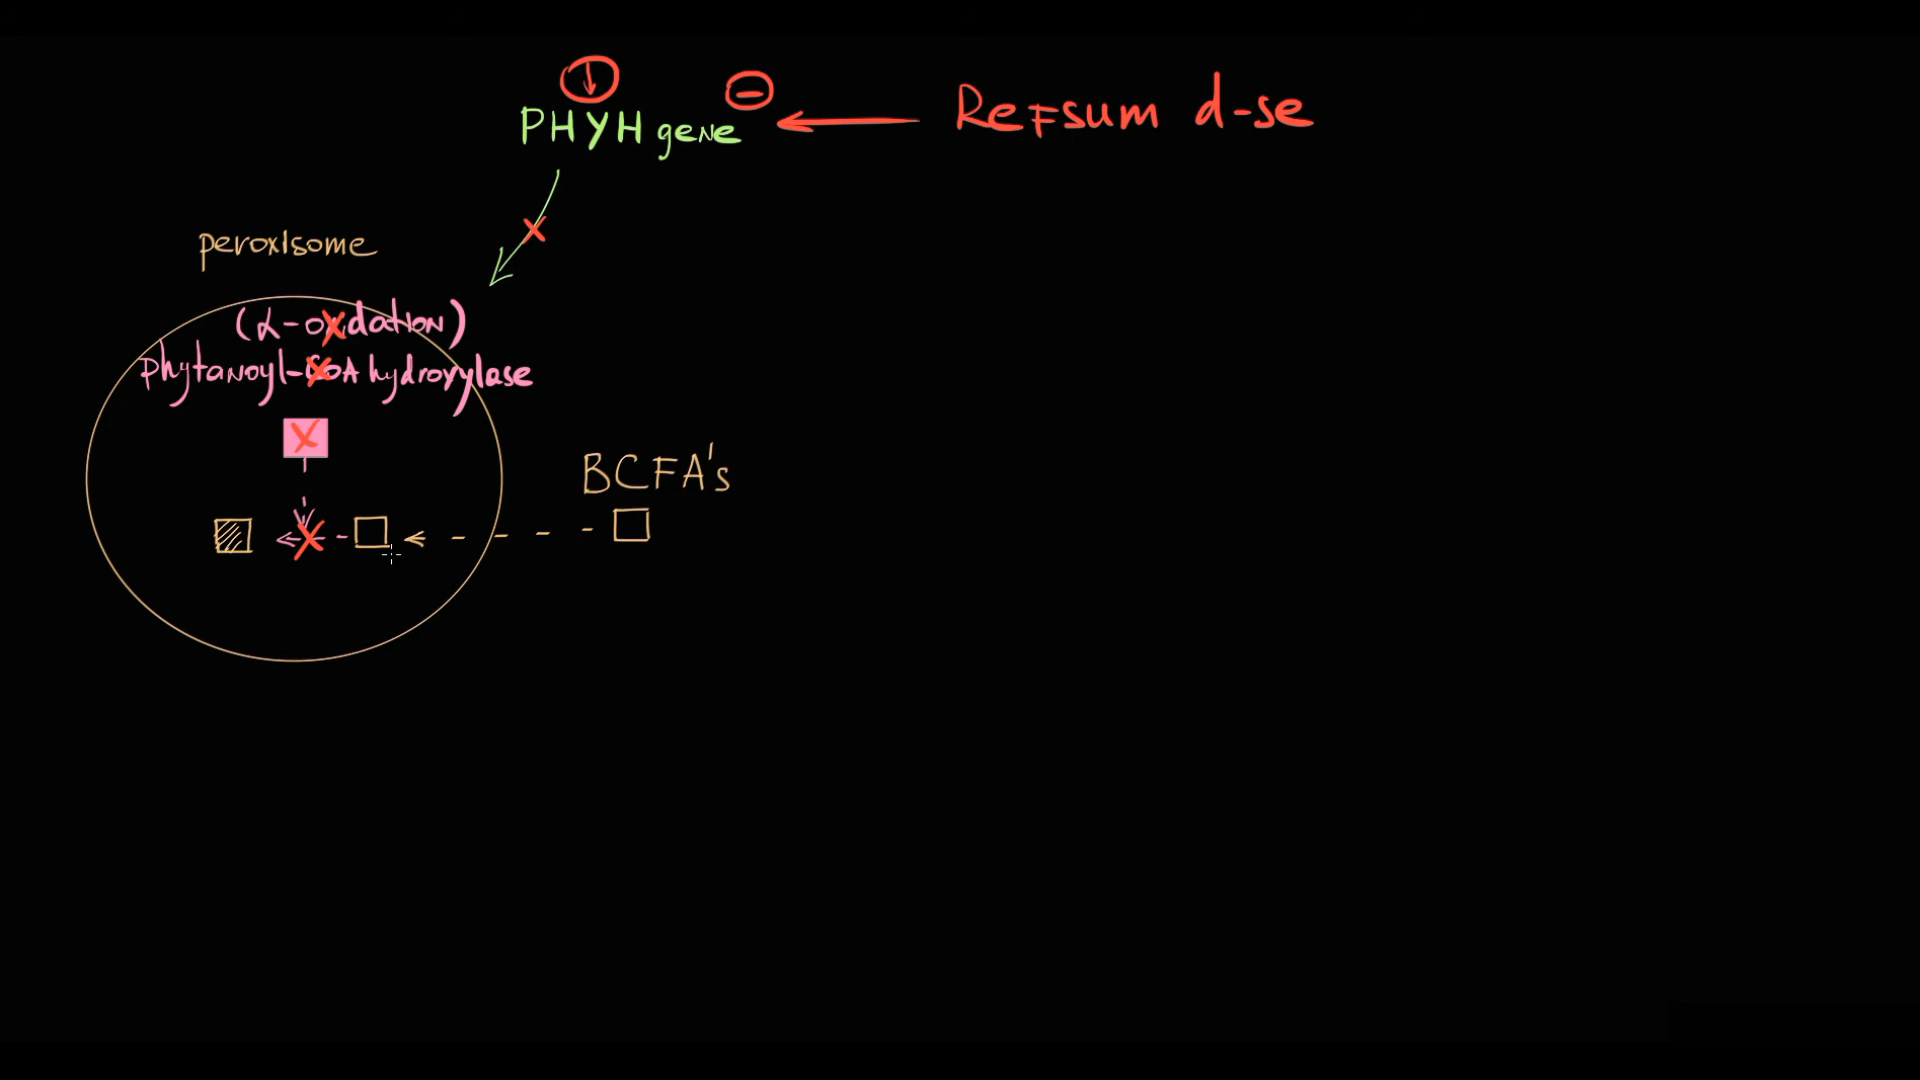 PHYH gene ← Refsum d-se
peroxisome
(α-oxidation)
Phytanoyl-CoA hydroxylase
BCFA's